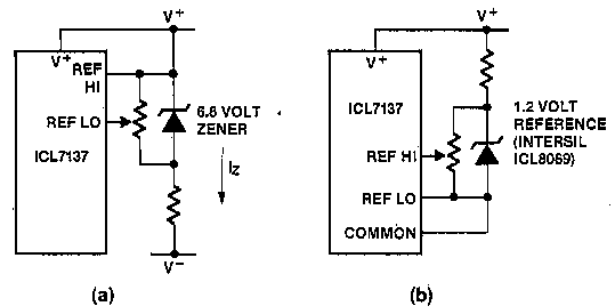 V+
V+
REF
HI
REF LO
ICL7137
6.8 VOLT
ZENER
IZ
V−
(a)
V+
V+
ICL7137
REF HI
REF LO
COMMON
1.2 VOLT
REFERENCE
(INTERSIL
ICL8069)
(b)